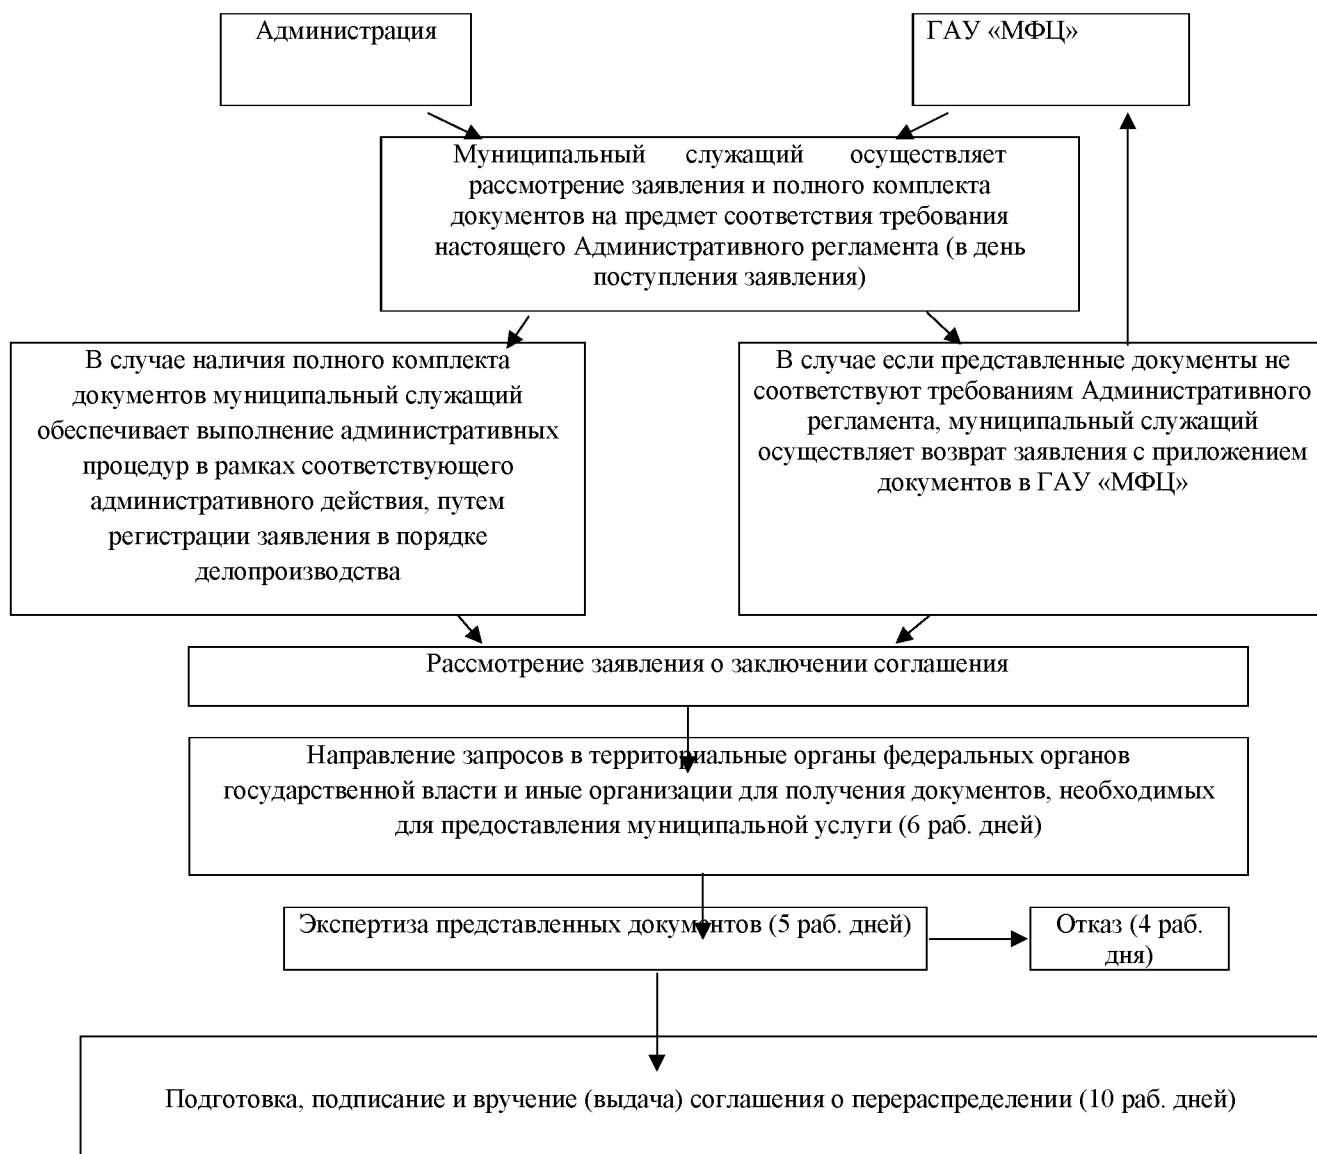 Администрация
ГАУ «МФЦ»
Муниципальный служащий осуществляет
рассмотрение заявления и полного комплекта
документов на предмет соответствия требования
настоящего Административного регламента (в день
поступления заявления)
В случае наличия полного комплекта
документов муниципальный служащий
обеспечивает выполнение административных
процедур в рамках соответствующего
административного действия, путем
регистрации заявления в порядке
делопроизводства
В случае если представленные документы не
соответствуют требованиям Административного
регламента, муниципальный служащий
осуществляет возврат заявления с приложением
документов в ГАУ «МФЦ»
Рассмотрение заявления о заключении соглашения
Направление запросов в территориальные органы федеральных органов
государственной власти и иные организации для получения документов, необходимых
для предоставления муниципальной услуги (6 раб. дней)
Экспертиза представленных документов (5 раб. дней)
Отказ (4 раб.
дня)
Подготовка, подписание и вручение (выдача) соглашения о перераспределении (10 раб. дней)